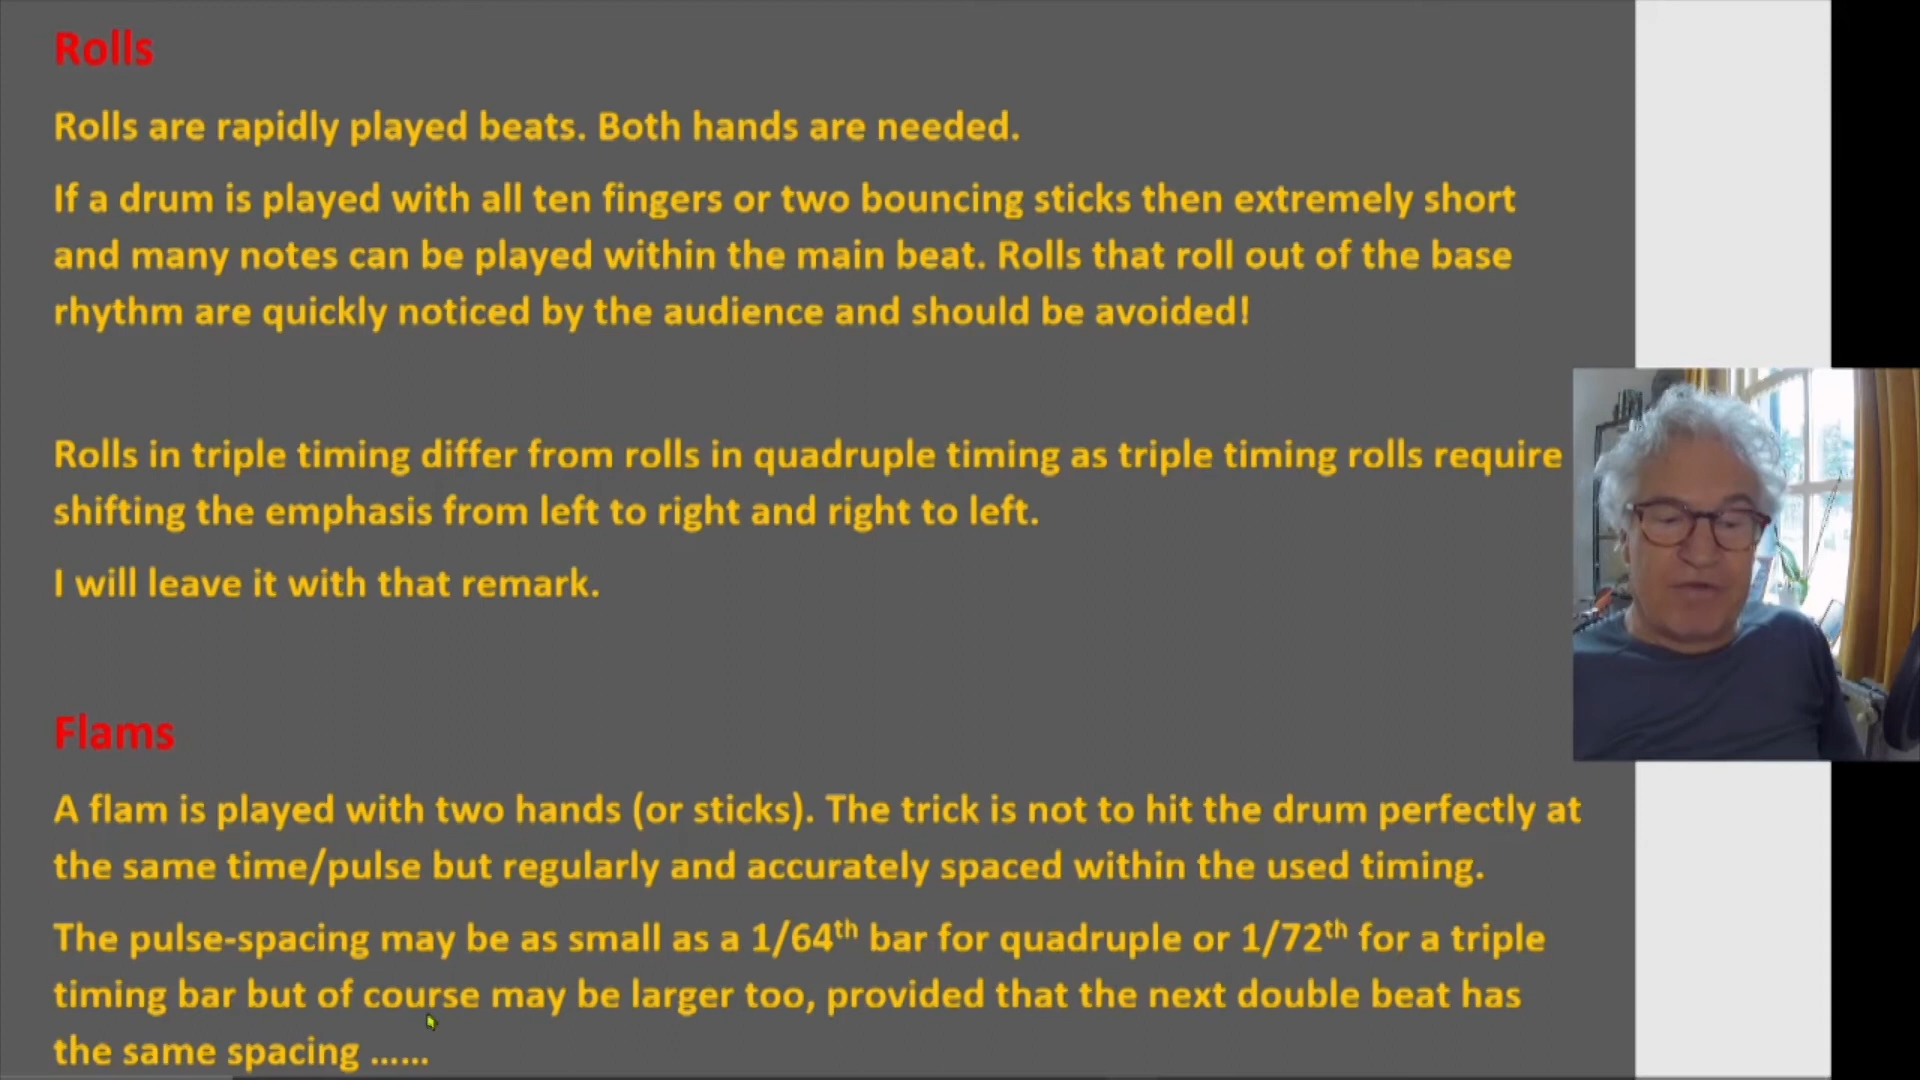 Rolls
Rolls are rapidly played beats. Both hands are needed.
If a drum is played with all ten fingers or two bouncing sticks then extremely short
and many notes can be played within the main beat. Rolls that roll out of the base
rhythm are quickly noticed by the audience and should be avoided!
Rolls in triple timing differ from rolls in quadruple timing as triple timing rolls require
shifting the emphasis from left to right and right to left.
I will leave it with that remark.
Flams
A flam is played with two hands (or sticks). The trick is not to hit the drum perfectly at
the same time/pulse but regularly and accurately spaced within the used timing.
The pulse-spacing may be as small as a 1/64th bar for quadruple or 1/72th for a triple
timing bar but of course may be larger too, provided that the next double beat has
the same spacing ......